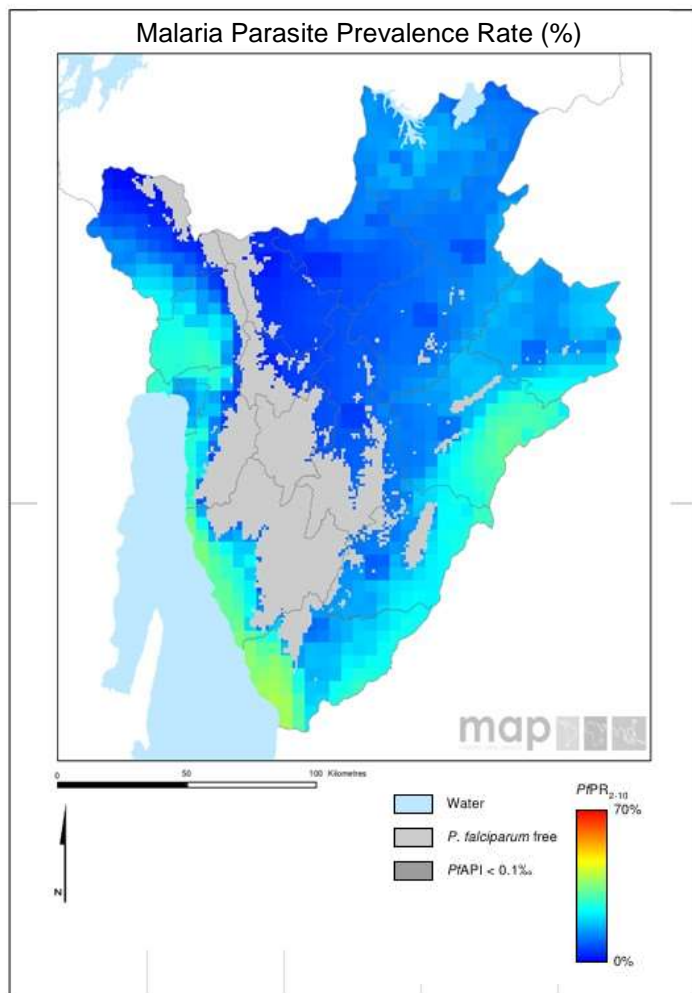 Malaria Parasite Prevalence Rate (%)
map
0 50 100 Kilometres
N
Water
P. falciparum free
PfAPI < 0.1‰
PfPR2-10
70%
0%